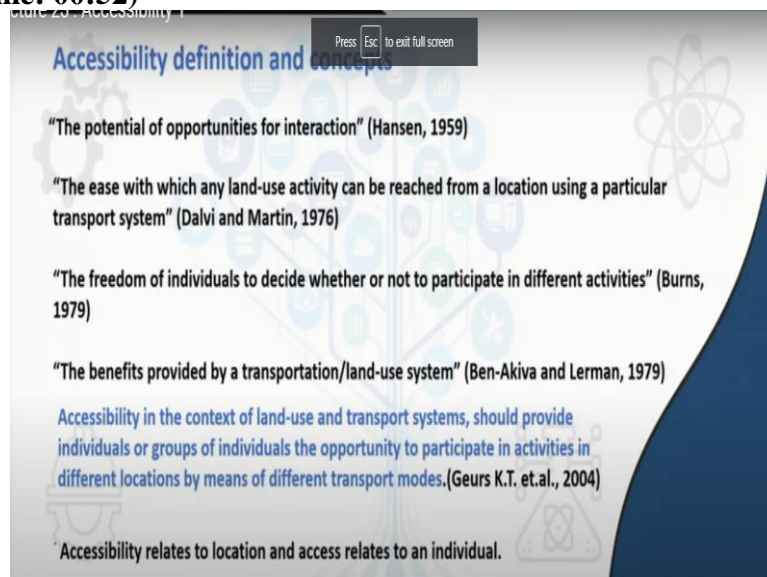 Lecture 23 : Accessibility 1
00:52)
Press Esc to exit full screen
Accessibility definition and concepts
“The potential of opportunities for interaction” (Hansen, 1959)
“The ease with which any land-use activity can be reached from a location using a particular
transport system” (Dalvi and Martin, 1976)
“The freedom of individuals to decide whether or not to participate in different activities” (Burns,
1979)
“The benefits provided by a transportation/land-use system” (Ben-Akiva and Lerman, 1979)
Accessibility in the context of land-use and transport systems, should provide
individuals or groups of individuals the opportunity to participate in activities in
different locations by means of different transport modes.(Geurs K.T. et.al., 2004)
Accessibility relates to location and access relates to an individual.